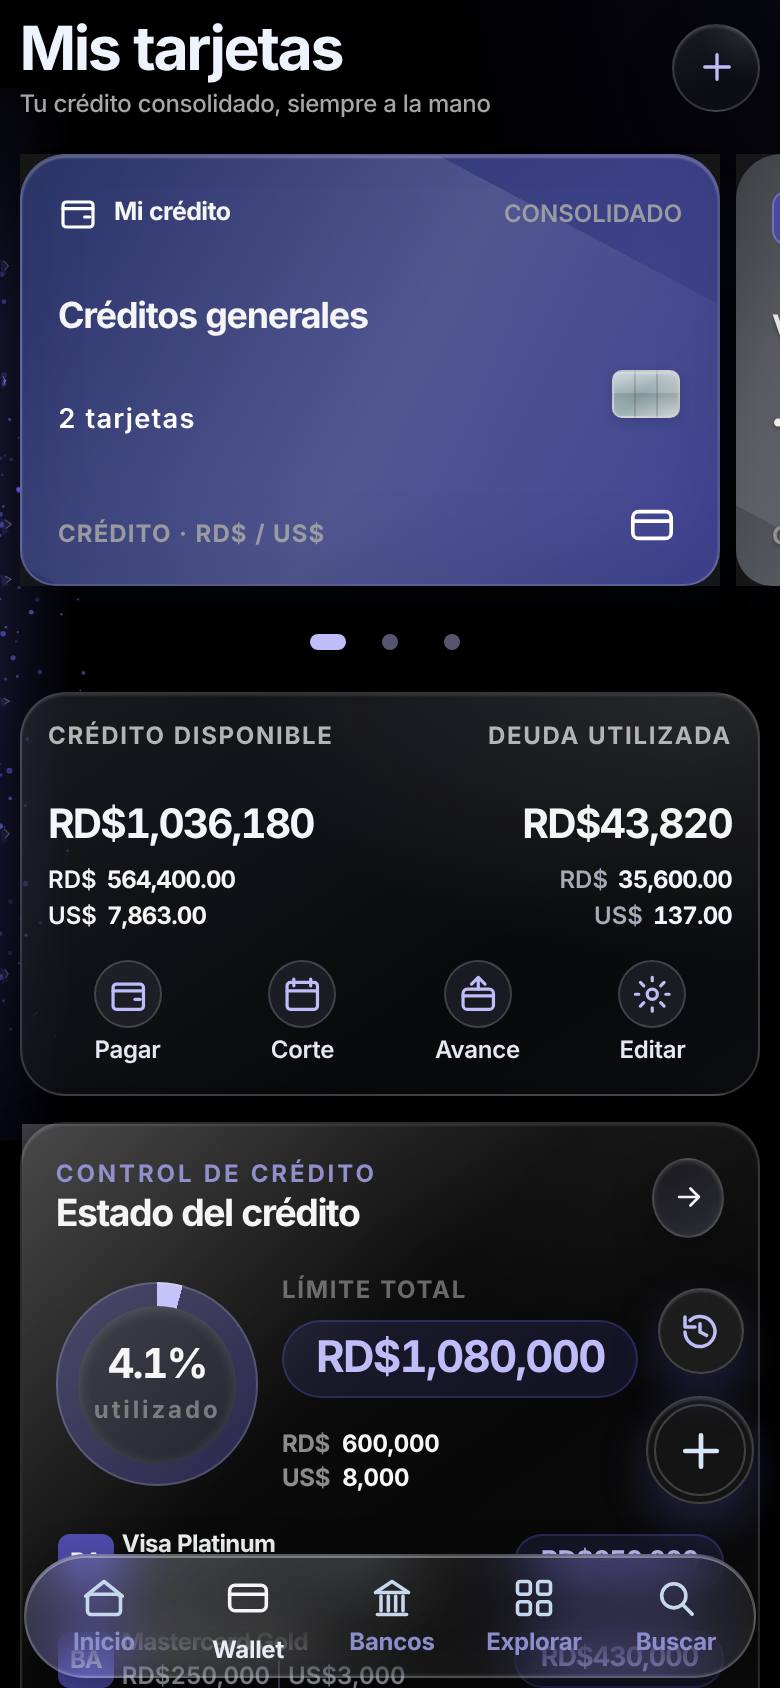 Mis tarjetas
Tu crédito consolidado, siempre a la mano
Mi crédito
CONSOLIDADO
Créditos generales
2 tarjetas
CRÉDITO · RD$ / US$
CRÉDITO DISPONIBLE
DEUDA UTILIZADA
RD$1,036,180
RD$43,820
RD$ 564,400.00
RD$ 35,600.00
US$ 7,863.00
US$ 137.00
Pagar
Corte
Avance
Editar
CONTROL DE CRÉDITO
Estado del crédito
LÍMITE TOTAL
RD$1,080,000
4.1%
utilizado
RD$ 600,000
US$ 8,000
Visa Platinum
Mastercard Gold
BA
RD$430,000
RD$250,000 | US$3,000
Inicio
Wallet
Bancos
Explorar
Buscar